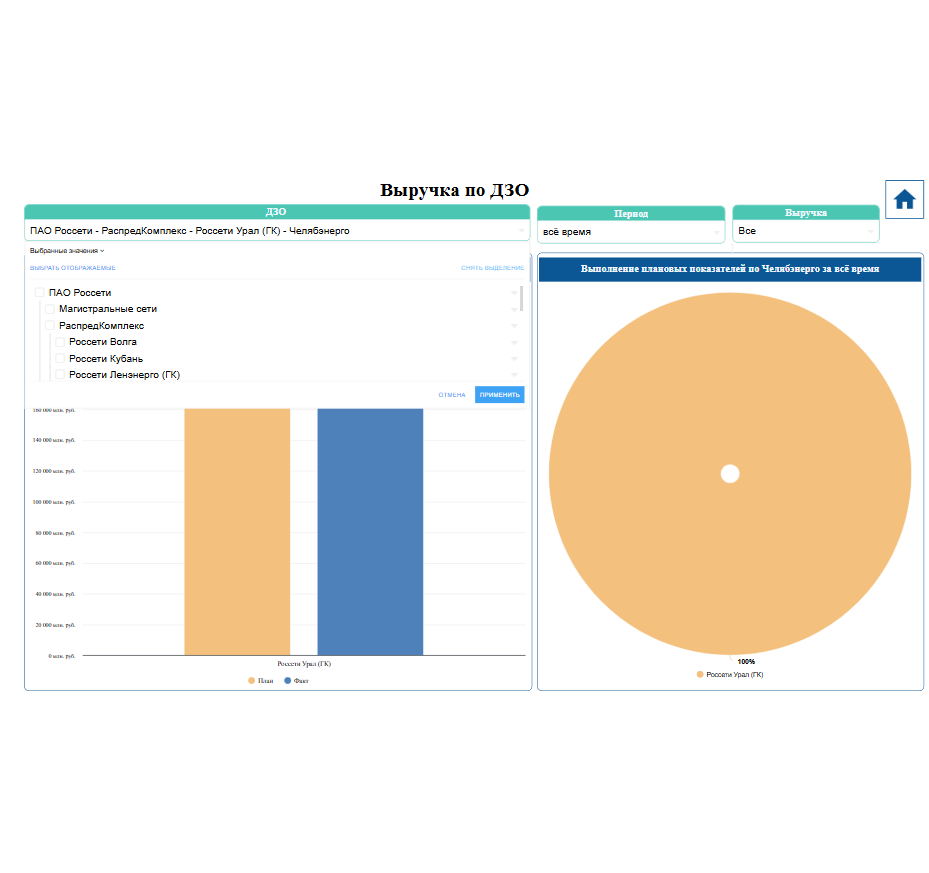 Выручка по ДЗО
ДЗО
Период
Выручка
ПАО Россети - РаспредКомплекс - Россети Урал (ГК) - Челябэнерго
всё время
Все
Выбранные значения
ВЫБРАТЬ ОТОБРАЖАЕМЫЕ
СНЯТЬ ВЫДЕЛЕНИЕ
ПАО Россети
Магистральные сети
РаспредКомплекс
Россети Волга
Россети Кубань
Россети Ленэнерго (ГК)
ОТМЕНА
ПРИМЕНИТЬ
160 000 млн. руб.
140 000 млн. руб.
120 000 млн. руб.
100 000 млн. руб.
80 000 млн. руб.
60 000 млн. руб.
40 000 млн. руб.
20 000 млн. руб.
0 млн. руб.
Россети Урал (ГК)
План
Факт
Выполнение плановых показателей по Челябэнерго за всё время
100%
Россети Урал (ГК)